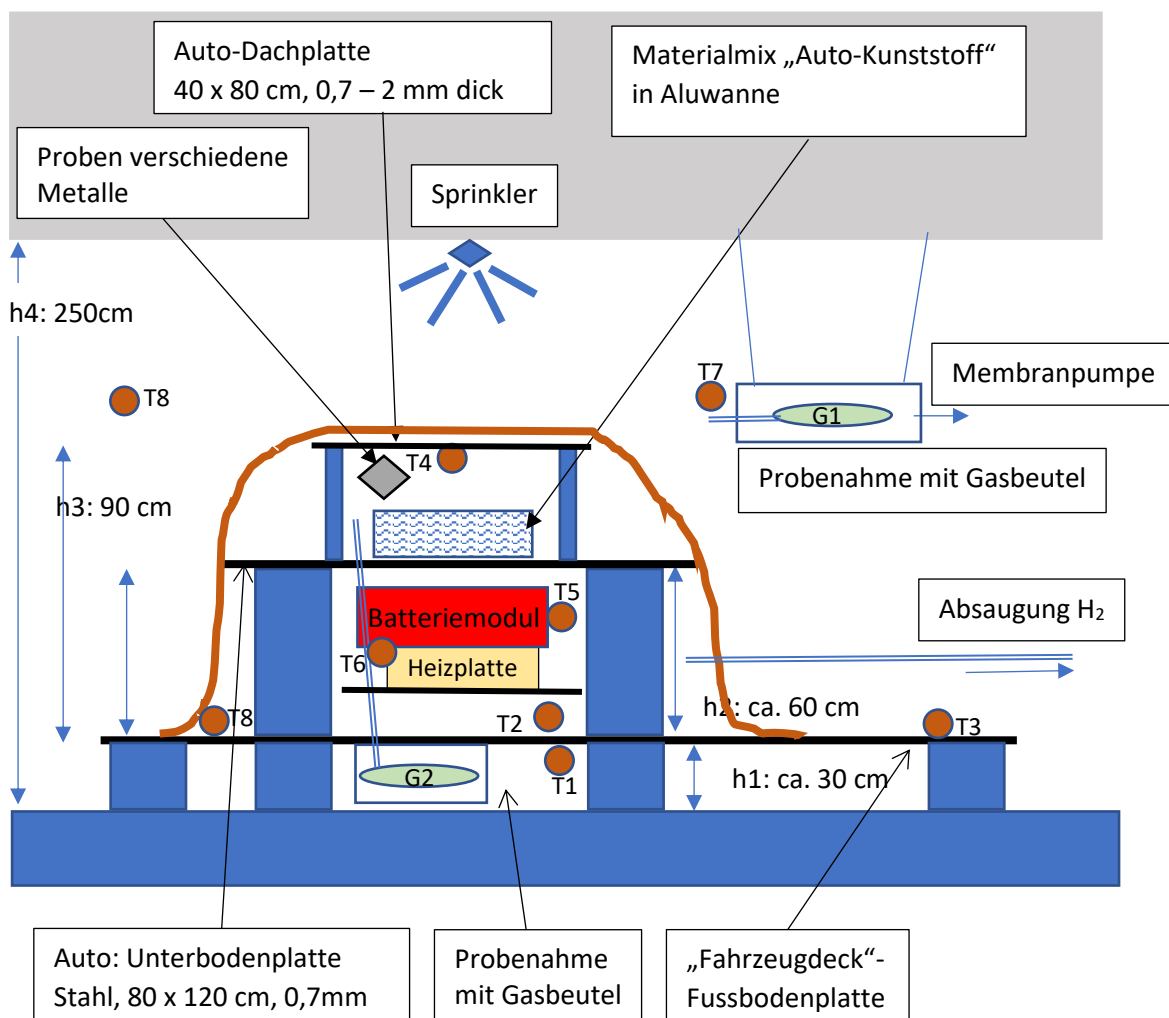 Auto-Dachplatte
40 x 80 cm, 0,7 – 2 mm dick
Materialmix „Auto-Kunststoff“
in Aluwanne
Proben verschiedene
Metalle
Sprinkler
h4: 250cm
T8
T7
G1
Membranpumpe
T4
Probenahme mit Gasbeutel
h3: 90 cm
T5
Batteriemodul
Absaugung H₂
T6
Heizplatte
T8
T2
h2: ca. 60 cm
T3
G2
T1
h1: ca. 30 cm
Auto: Unterbodenplatte
Stahl, 80 x 120 cm, 0,7mm
Probenahme
mit Gasbeutel
„Fahrzeugdeck“-
Fussbodenplatte